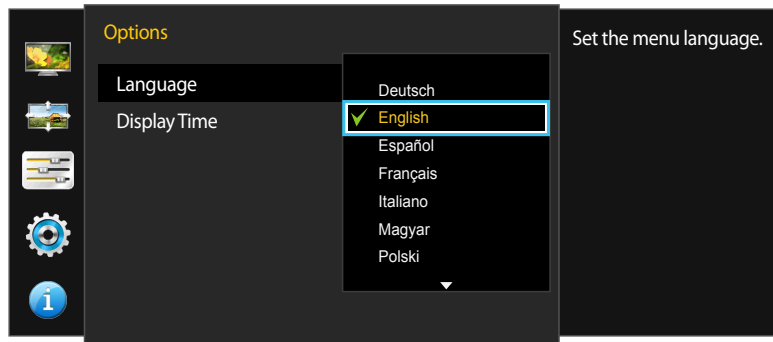 Options
Language
Display Time
Deutsch
English
Español
Français
Italiano
Magyar
Polski
Set the menu language.